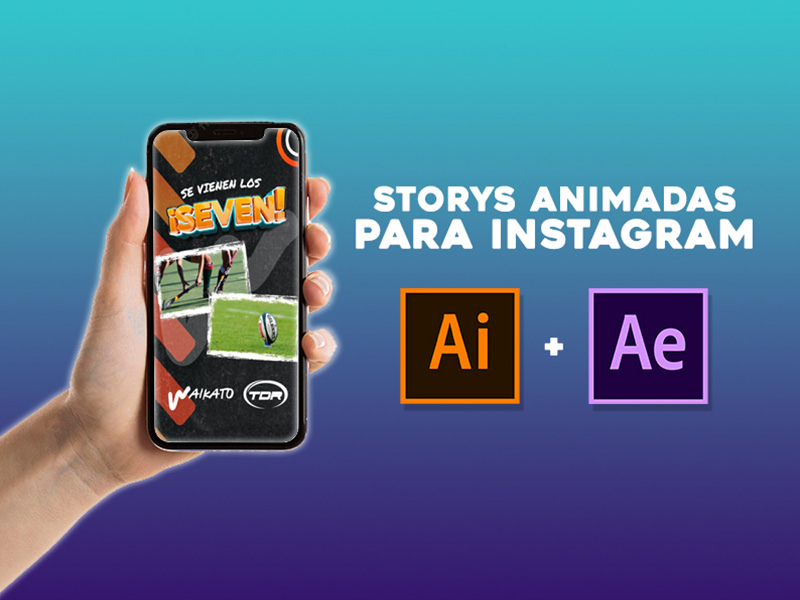 SE VIENEN LOS
¡SEVEN!
WAIKATO
TDR
STORYS ANIMADAS
PARA INSTAGRAM
Ai + Ae